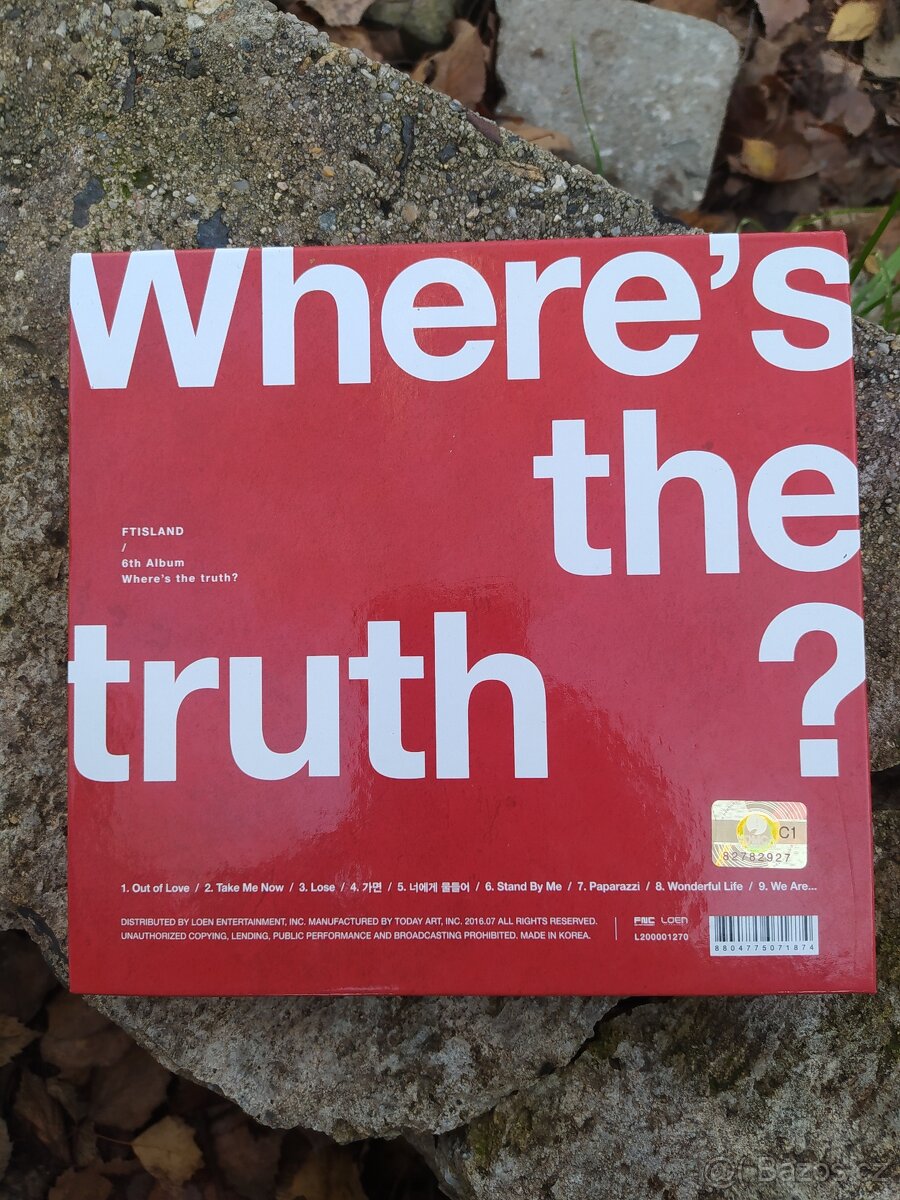 Where's
the
FTISLAND
/
6th Album
Where's the truth?
truth ?
C1
82782927
1. Out of Love / 2. Take Me Now / 3. Lose / 4. 가면 / 5. 너에게 물들어 / 6. Stand By Me / 7. Paparazzi / 8. Wonderful Life / 9. We Are...
DISTRIBUTED BY LOEN ENTERTAINMENT, INC. MANUFACTURED BY TODAY ART, INC. 2016.07 ALL RIGHTS RESERVED.
UNAUTHORIZED COPYING, LENDING, PUBLIC PERFORMANCE AND BROADCASTING PROHIBITED. MADE IN KOREA.
FNC LOEN
L200001270
8804775071874
Bazos.cz